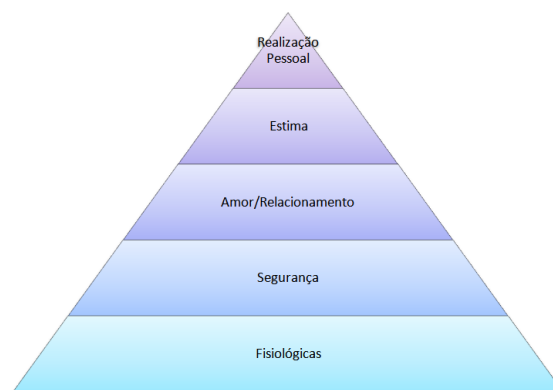 Realização
Pessoal
Estima
Amor/Relacionamento
Segurança
Fisiológicas